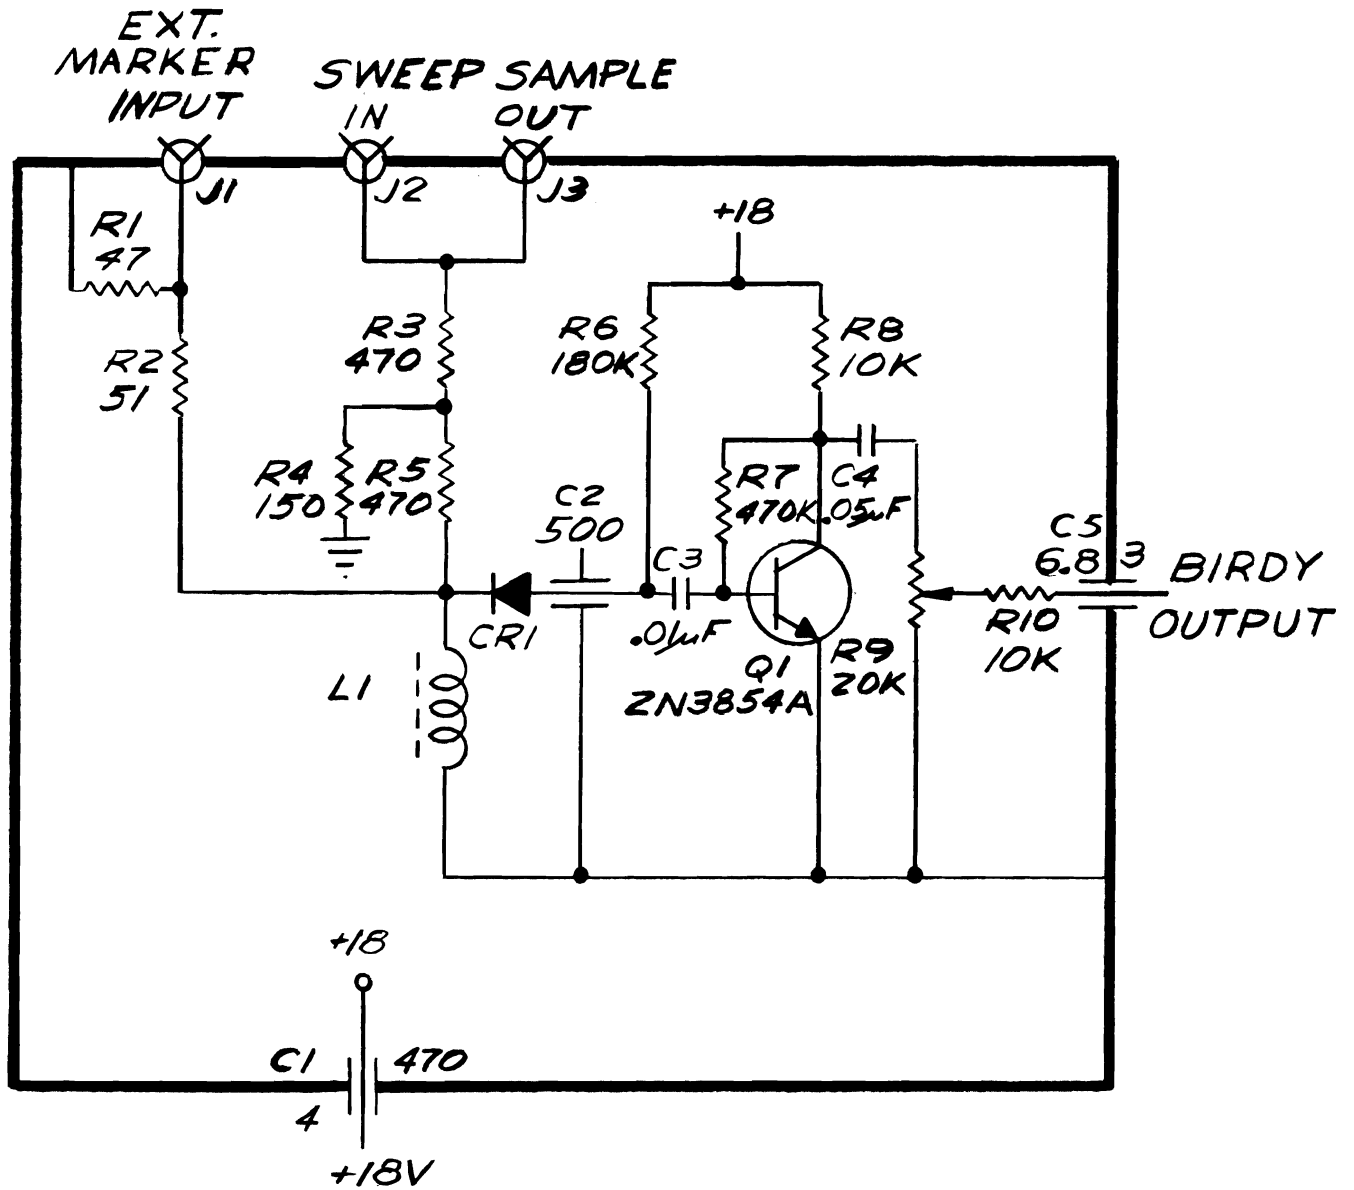 EXT.
MARKER
INPUT
SWEEP SAMPLE
IN
OUT
J1
J2
J3
R1
47
+18
R2
51
R3
470
R6
180K
R8
10K
R4
150
R5
470
C2
500
R7
470K
C4
.05µF
C3
.01µF
C5
6.8
3
BIRDY
OUTPUT
CR1
R10
10K
L1
Q1
2N3854A
R9
20K
+18
C1
470
4
+18V